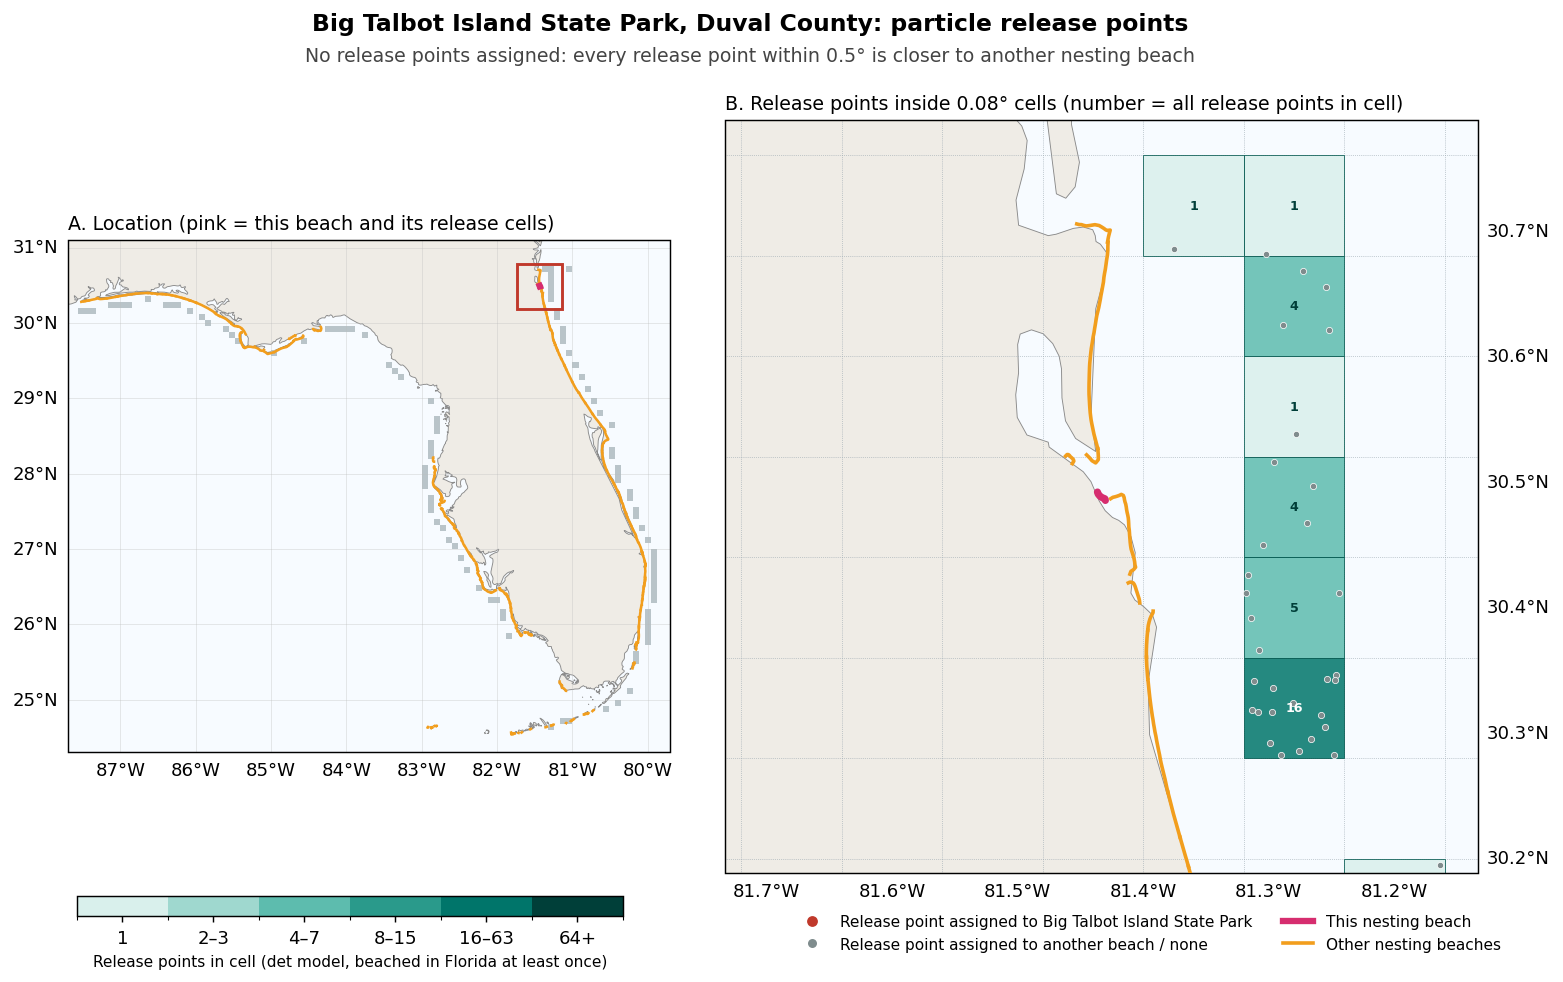 Big Talbot Island State Park, Duval County: particle release points
No release points assigned: every release point within 0.5° is closer to another nesting beach
A. Location (pink = this beach and its release cells)
31°N
30°N
29°N
28°N
27°N
26°N
25°N
87°W 86°W 85°W 84°W 83°W 82°W 81°W 80°W
1 2–3 4–7 8–15 16–63 64+
Release points in cell (det model, beached in Florida at least once)
B. Release points inside 0.08° cells (number = all release points in cell)
1 1
4
1
4
5
16
30.7°N
30.6°N
30.5°N
30.4°N
30.3°N
30.2°N
81.7°W 81.6°W 81.5°W 81.4°W 81.3°W 81.2°W
Release point assigned to Big Talbot Island State Park
Release point assigned to another beach / none
This nesting beach
Other nesting beaches